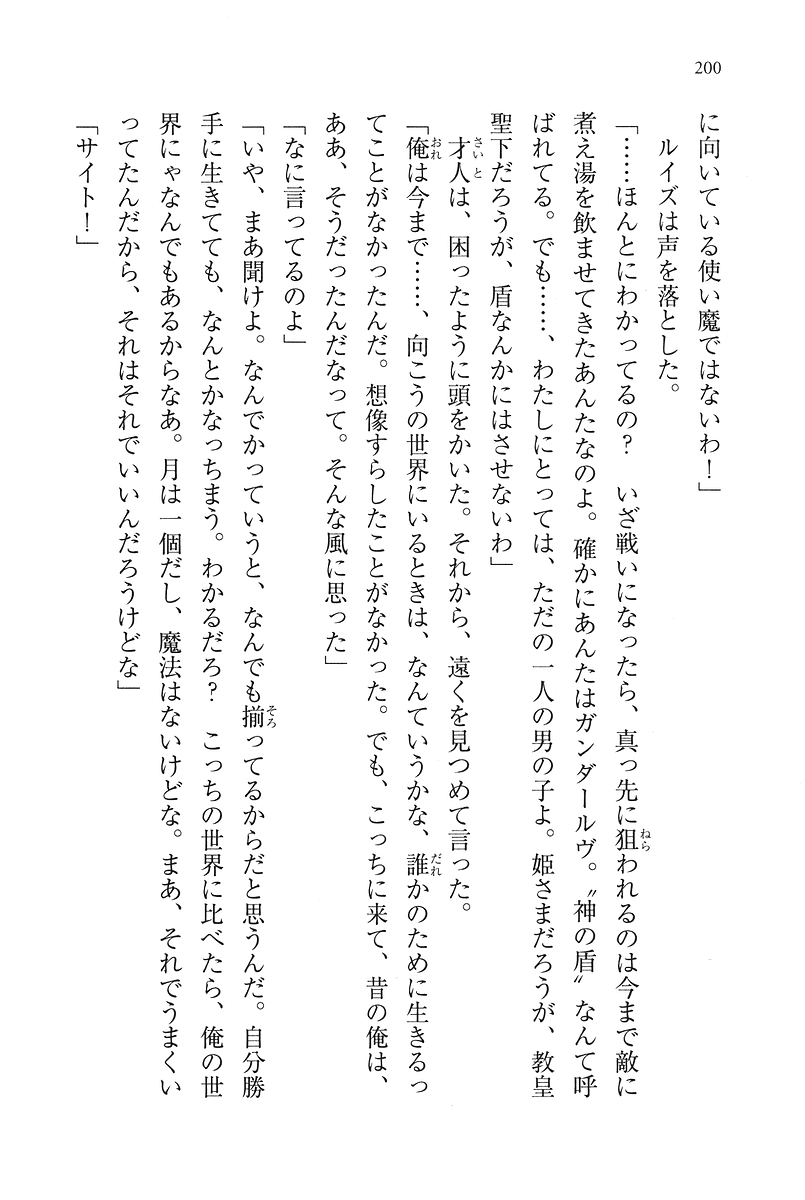 200
に向いている使い魔ではないわ！」
　ルイズは声を落とした。
「……ほんとにわかってるの？　いざ戦いになったら、真っ先に狙われるのは今まで敵に
煮え湯を飲ませてきたあんたなのよ。確かにあんたはガンダールヴ。〝神の盾〟なんて呼
ばれてる。でも……、わたしにとっては、ただの一人の男の子よ。姫さまだろうが、教皇
聖下だろうが、盾なんかにはさせないわ」
　才人は、困ったように頭をかいた。それから、遠くを見つめて言った。
「俺は今まで……、向こうの世界にいるときは、なんていうかな、誰かのために生きるっ
てことがなかったんだ。想像すらしたことがなかった。でも、こっちに来て、昔の俺は、
ああ、そうだったんだなって。そんな風に思った」
「なに言ってるのよ」
「いや、まあ聞けよ。なんでかっていうと、なんでも揃ってるからだと思うんだ。自分勝
手に生きてても、なんとかなっちまう。わかるだろ？　こっちの世界に比べたら、俺の世
界にゃなんでもあるからなあ。月は一個だし、魔法はないけどな。まあ、それでうまくい
ってたんだから、それはそれでいいんだろうけどな」
「サイト！」